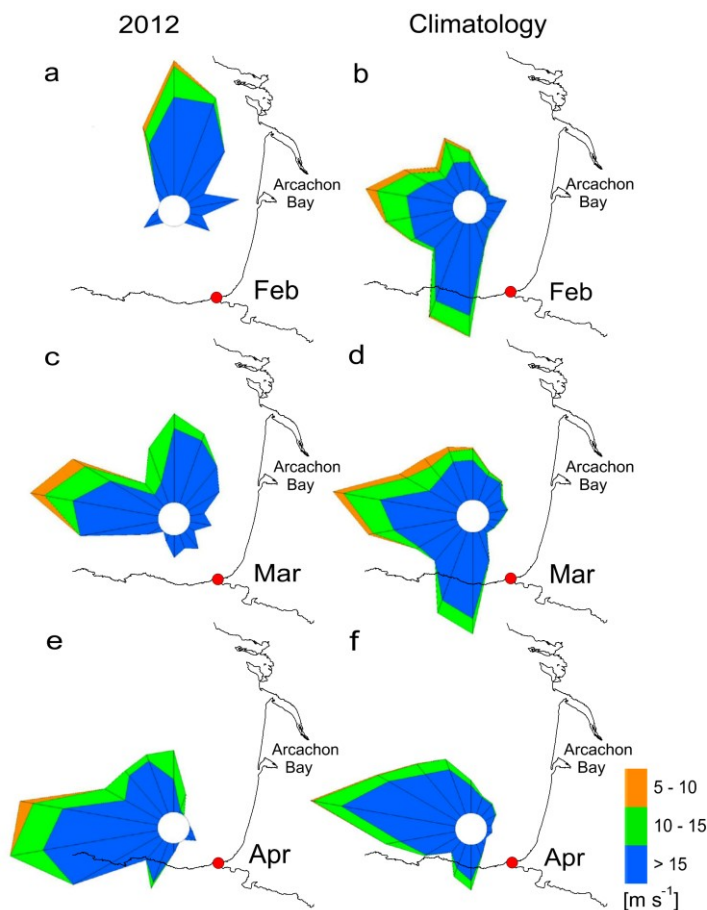 2012
Climatology
a
b
Arcachon
Bay
Arcachon
Bay
Feb
Feb
c
d
Arcachon
Bay
Arcachon
Bay
Mar
Mar
e
f
Arcachon
Bay
Arcachon
Bay
5 - 10
10 - 15
> 15
Apr
Apr
[m s⁻¹]